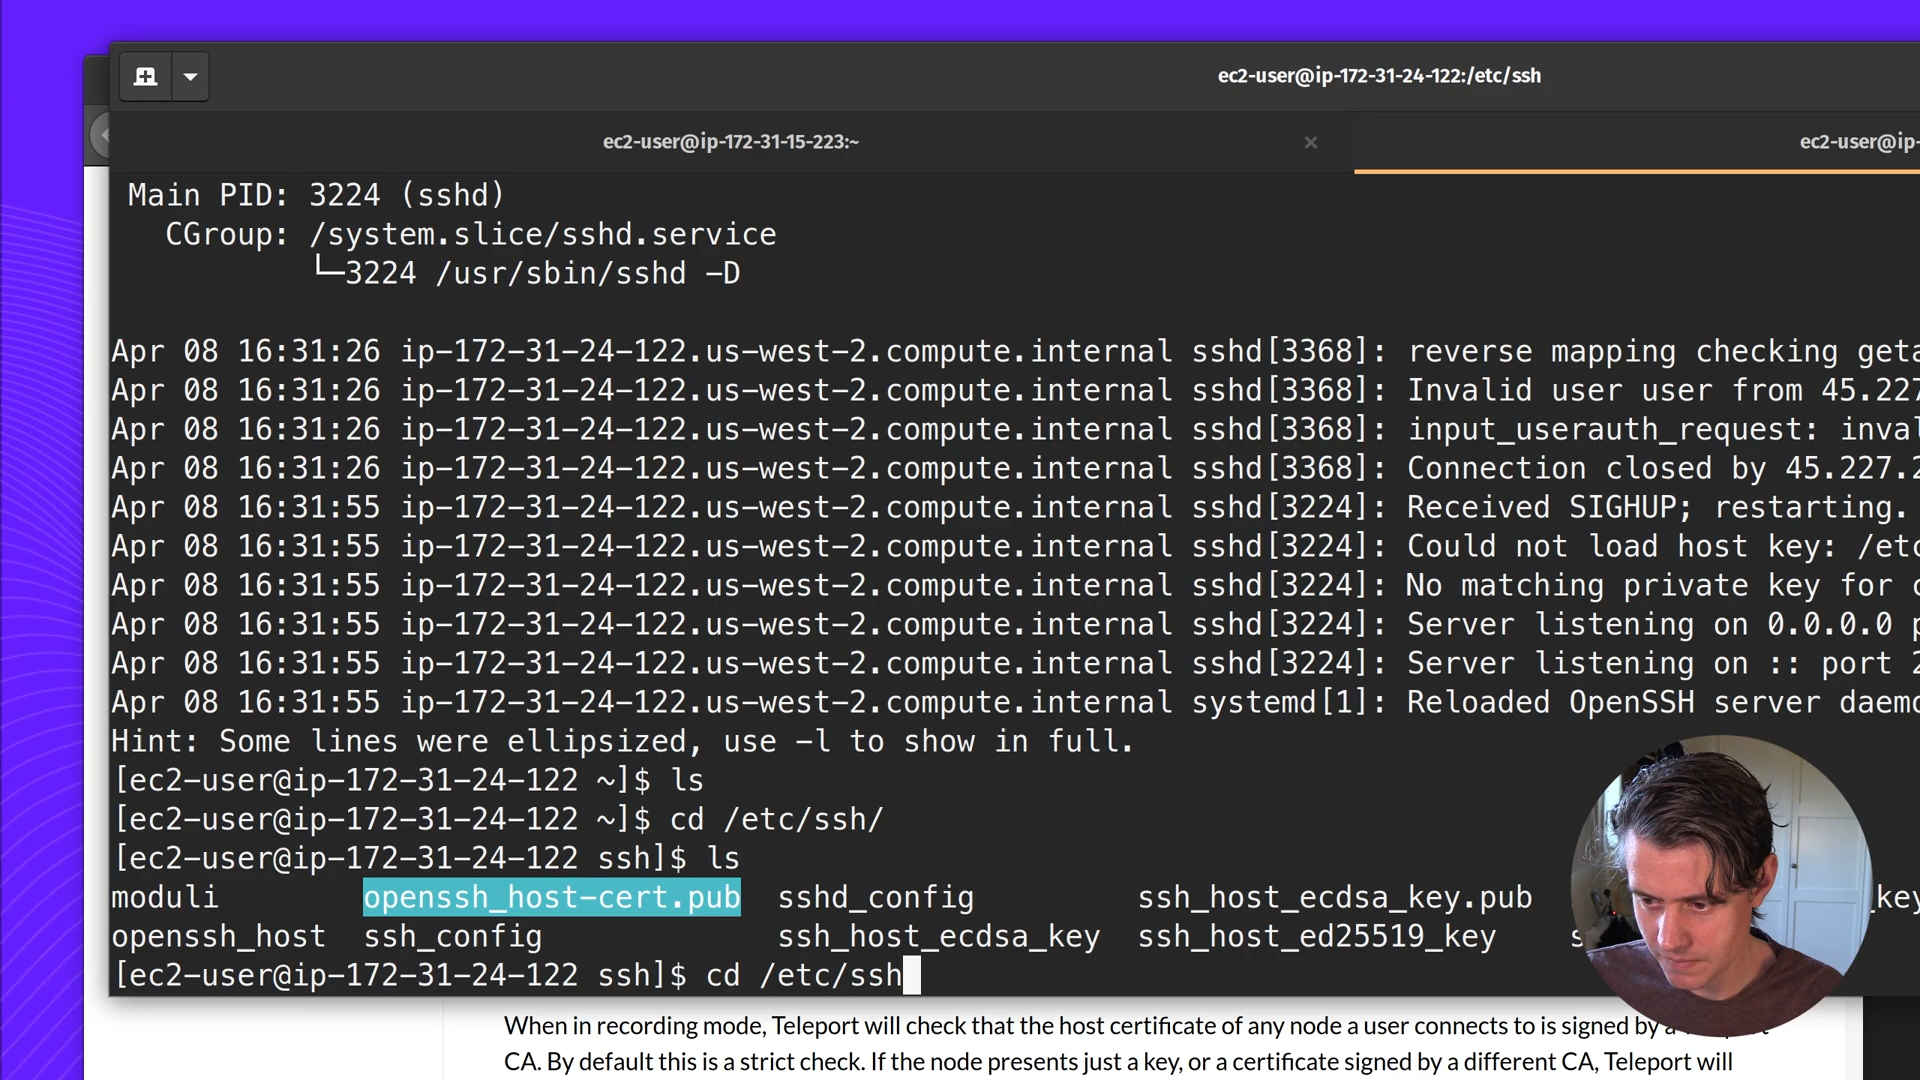 ec2-user@ip-172-31-24-122:/etc/ssh
ec2-user@ip-172-31-15-223:~
ec2-user@ip-
Main PID: 3224 (sshd)
CGroup: /system.slice/sshd.service
└─3224 /usr/sbin/sshd -D
Apr 08 16:31:26 ip-172-31-24-122.us-west-2.compute.internal sshd[3368]: reverse mapping checking geta
Apr 08 16:31:26 ip-172-31-24-122.us-west-2.compute.internal sshd[3368]: Invalid user user from 45.227
Apr 08 16:31:26 ip-172-31-24-122.us-west-2.compute.internal sshd[3368]: input_userauth_request: inval
Apr 08 16:31:26 ip-172-31-24-122.us-west-2.compute.internal sshd[3368]: Connection closed by 45.227.2
Apr 08 16:31:55 ip-172-31-24-122.us-west-2.compute.internal sshd[3224]: Received SIGHUP; restarting.
Apr 08 16:31:55 ip-172-31-24-122.us-west-2.compute.internal sshd[3224]: Could not load host key: /etc
Apr 08 16:31:55 ip-172-31-24-122.us-west-2.compute.internal sshd[3224]: No matching private key for c
Apr 08 16:31:55 ip-172-31-24-122.us-west-2.compute.internal sshd[3224]: Server listening on 0.0.0.0 p
Apr 08 16:31:55 ip-172-31-24-122.us-west-2.compute.internal sshd[3224]: Server listening on :: port 2
Apr 08 16:31:55 ip-172-31-24-122.us-west-2.compute.internal systemd[1]: Reloaded OpenSSH server daemo
Hint: Some lines were ellipsized, use -l to show in full.
[ec2-user@ip-172-31-24-122 ~]$ ls
[ec2-user@ip-172-31-24-122 ~]$ cd /etc/ssh/
[ec2-user@ip-172-31-24-122 ssh]$ ls
moduli openssh_host-cert.pub sshd_config ssh_host_ecdsa_key.pub _key
openssh_host ssh_config ssh_host_ecdsa_key ssh_host_ed25519_key s
[ec2-user@ip-172-31-24-122 ssh]$ cd /etc/ssh
When in recording mode, Teleport will check that the host certificate of any node a user connects to is signed by a
CA. By default this is a strict check. If the node presents just a key, or a certificate signed by a different CA, Teleport will